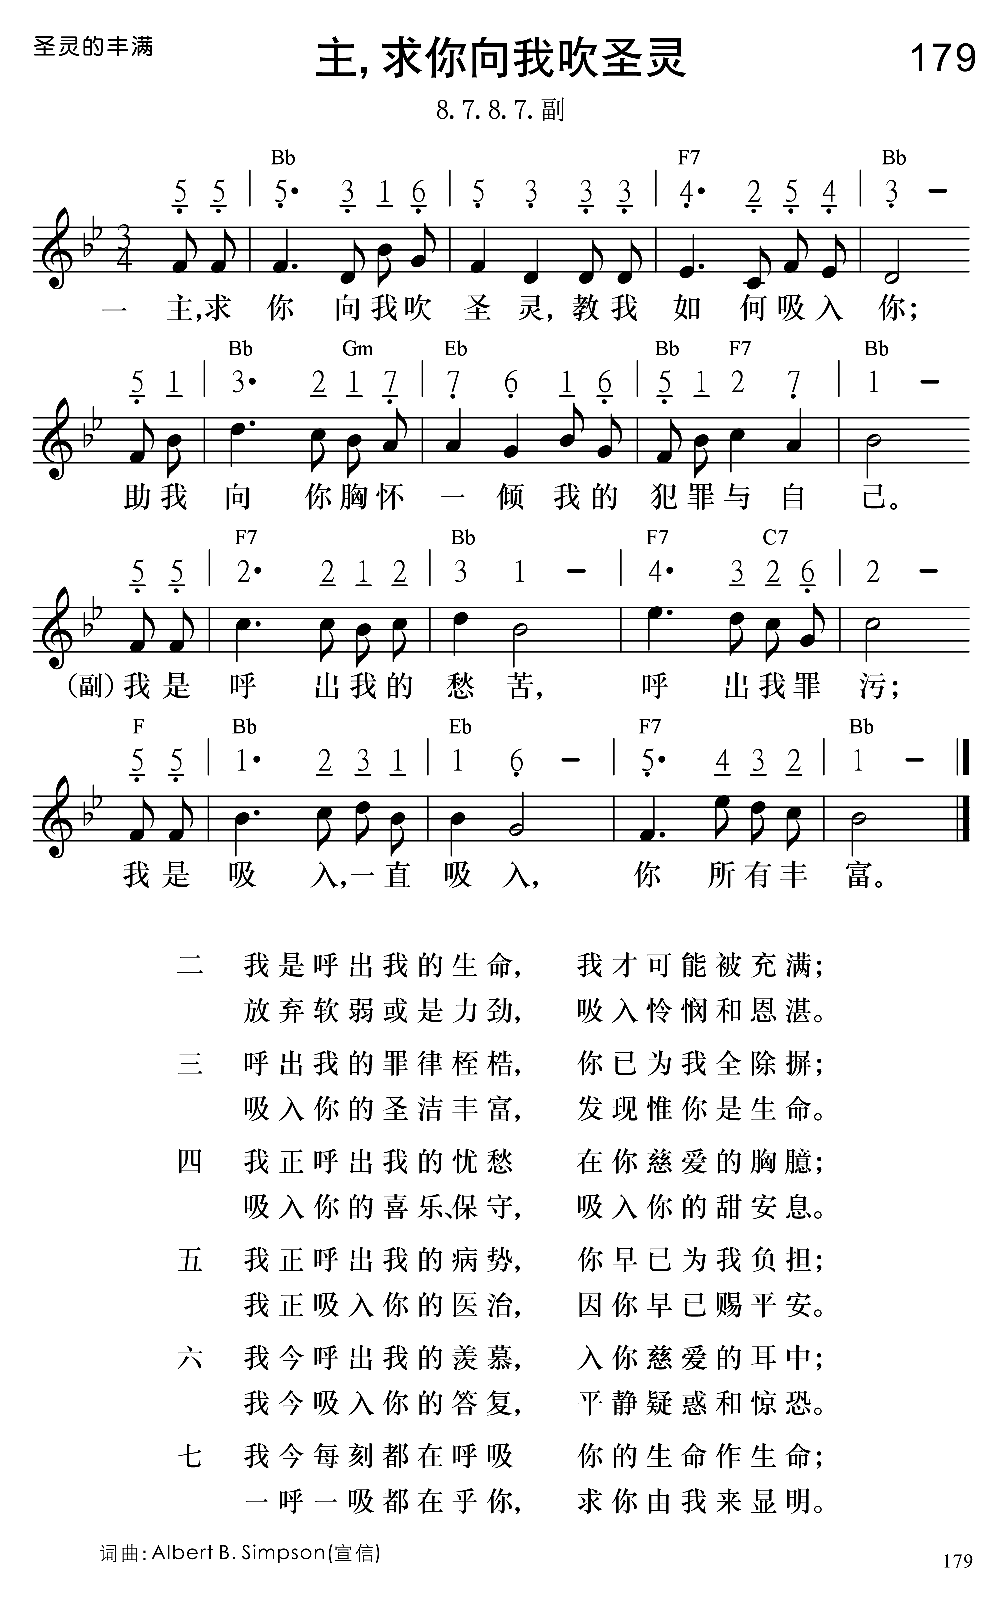 圣灵的丰满
主,求你向我吹圣灵
179
8.7.8.7.副
Bb F7 Bb
5 5 | 5· 3 1 6 | 5 3 3 3 | 4· 2 5 4 | 3 –
3 4
一 主,求 你 向我吹 圣 灵,教我 如 何吸入 你;
Bb Gm Eb Bb F7 Bb
5 1 | 3· 2 1 7 | 7 6 1 6 | 5 1 2 7 | 1 –
助我 向 你胸怀 一 倾我的 犯罪与自 己。
F7 Bb F7 C7
5 5 | 2· 2 1 2 | 3 1 – | 4· 3 2 6 | 2 –
(副)我是 呼 出我的 愁 苦, 呼 出我罪 污;
F Bb Eb F7 Bb
5 5 | 1· 2 3 1 | 1 6 – | 5· 4 3 2 | 1 –
我是 吸 入,一直 吸 入, 你 所有丰 富。
二 我是呼出我的生命, 我才可能被充满;
放弃软弱或是力劲, 吸入怜悯和恩湛。
三 呼出我的罪律桎梏, 你已为我全除摒;
吸入你的圣洁丰富, 发现惟你是生命。
四 我正呼出我的忧愁 在你慈爱的胸臆;
吸入你的喜乐、保守, 吸入你的甜安息。
五 我正呼出我的病势, 你早已为我负担;
我正吸入你的医治, 因你早已赐平安。
六 我今呼出我的羡慕, 入你慈爱的耳中;
我今吸入你的答复, 平静疑惑和惊恐。
七 我今每刻都在呼吸 你的生命作生命;
一呼一吸都在乎你, 求你由我来显明。
词曲: Albert B. Simpson(宣信)
179